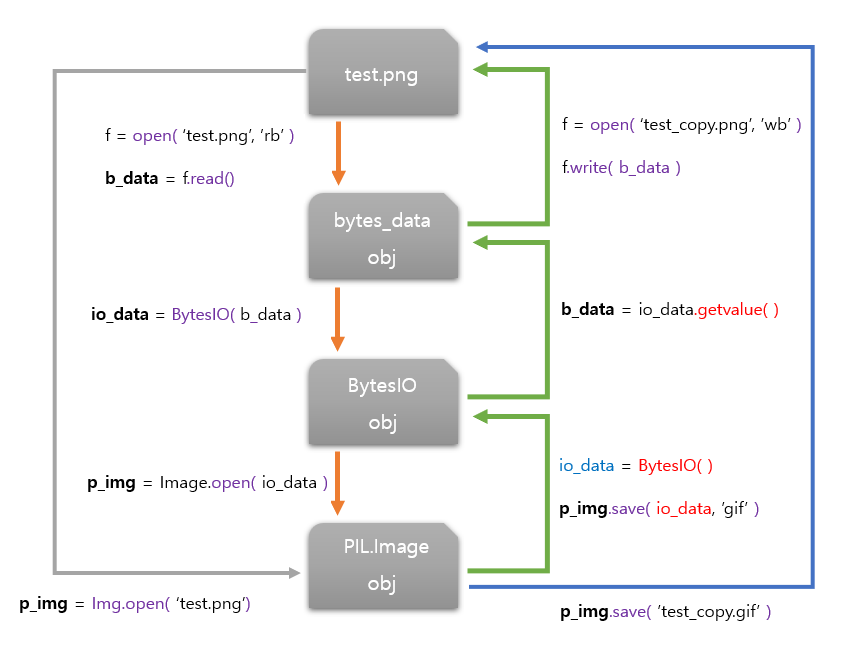 test.png
f = open( ‘test.png’, ’rb’ )
b_data = f.read()
f = open( ‘test_copy.png’, ’wb’ )
f.write( b_data )
bytes_data
obj
io_data = BytesIO( b_data )
b_data = io_data.getvalue( )
BytesIO
obj
p_img = Image.open( io_data )
io_data = BytesIO( )
p_img.save( io_data, ’gif’ )
PIL.Image
obj
p_img = Img.open( ‘test.png’)
p_img.save( ’test_copy.gif’ )